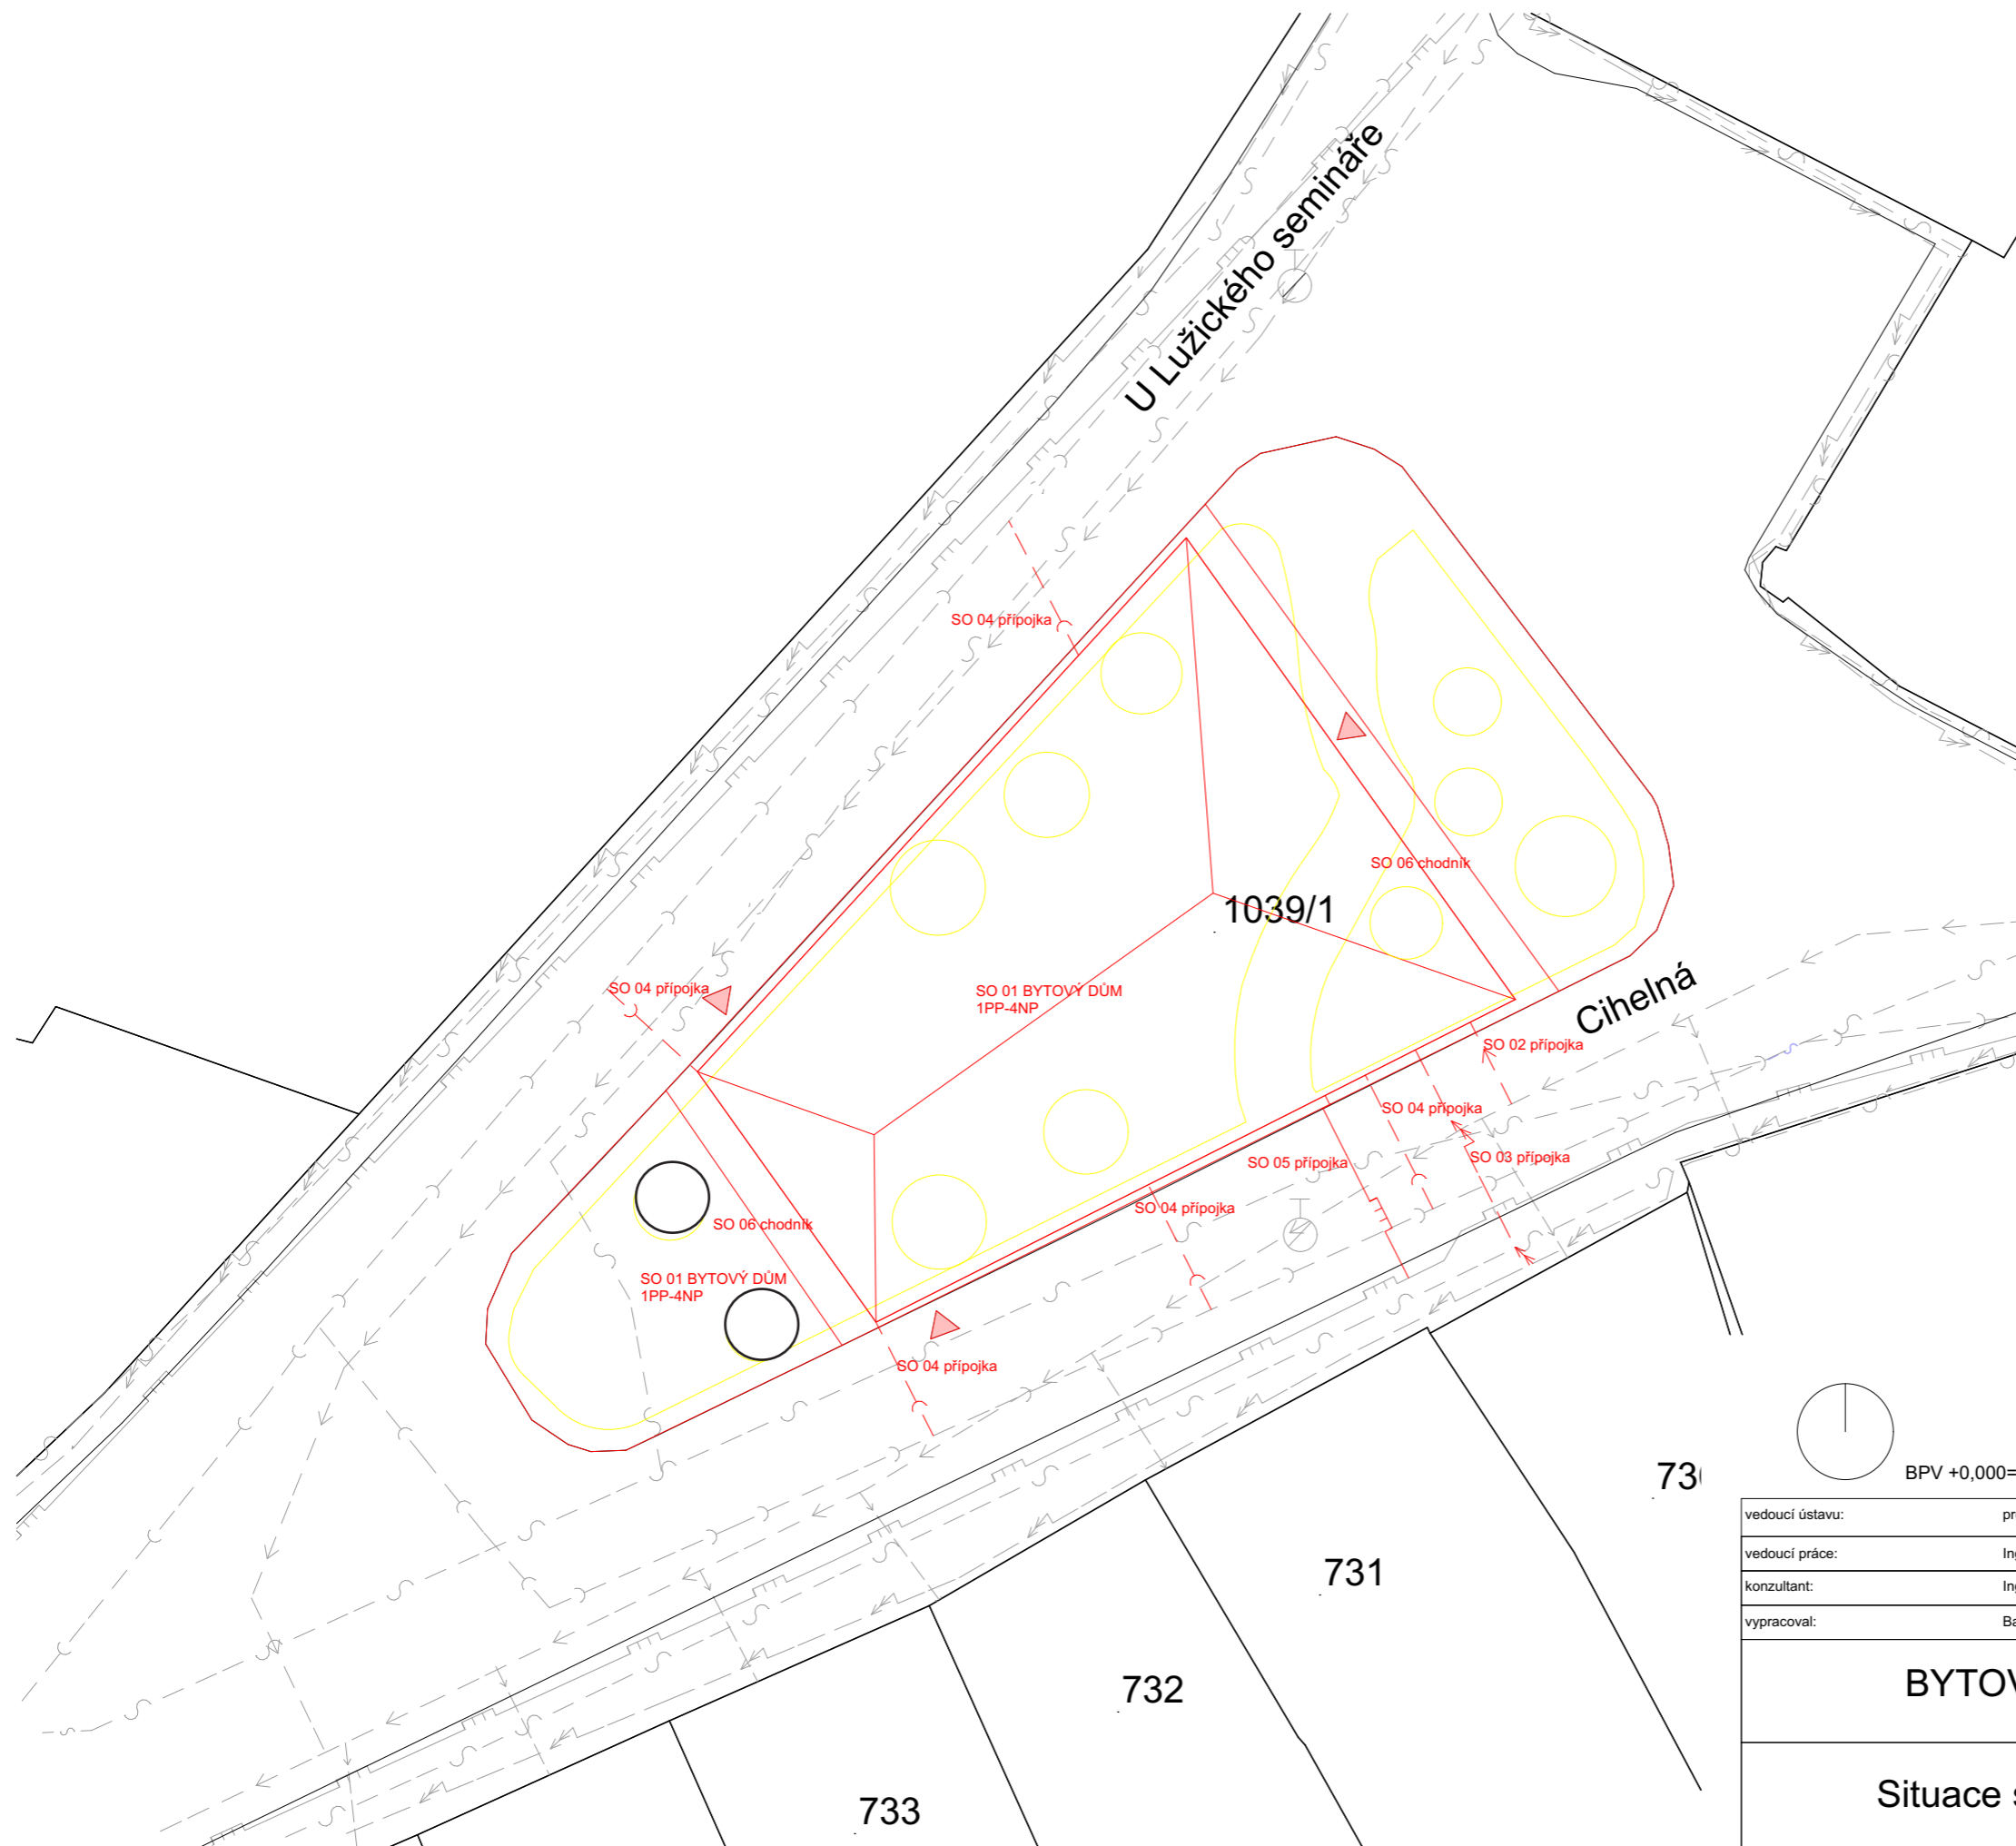 U Lužického semináře
SO 04 přípojka
SO 06 chodník
1039/1
SO 04 přípojka
SO 01 BYTOVÝ DŮM
1PP-4NP
Cihelná
SO 02 přípojka
SO 04 přípojka
SO 03 přípojka
SO 05 přípojka
SO 04 přípojka
SO 06 chodník
SO 01 BYTOVÝ DŮM
1PP-4NP
SO 04 přípojka
BPV +0,000=
731
732
733
vedoucí ústavu:
vedoucí práce:
konzultant:
vypracoval:
Situace